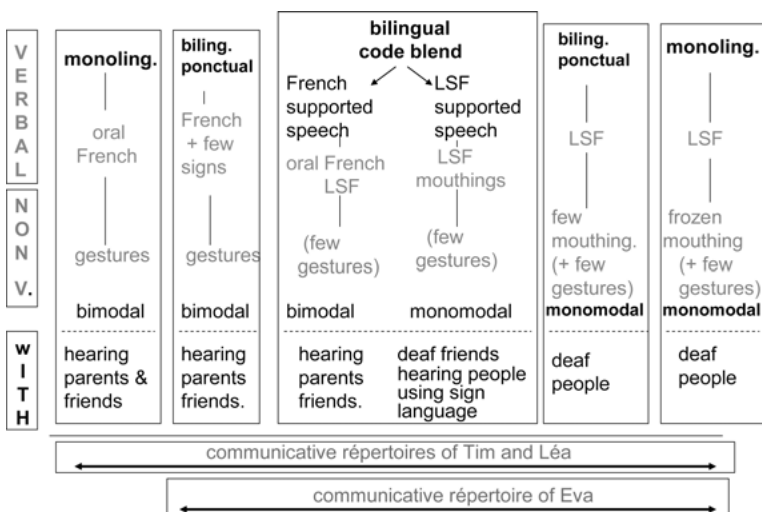 VERBAL
NON V.
WITH
monoling.
oral
French
gestures
bimodal
hearing
parents &
friends
biling.
ponctual
French
+ few
signs
gestures
bimodal
hearing
parents
friends.
bilingual
code blend
French
supported
speech
oral French
LSF
(few
gestures)
bimodal
hearing
parents
friends.
LSF
supported
speech
LSF
mouthings
(few
gestures)
monomodal
deaf friends
hearing people
using sign
language
biling.
ponctual
LSF
few
mouthing.
(+ few
gestures)
monomodal
deaf
people
monoling.
LSF
frozen
mouthing
(+ few
gestures)
monomodal
deaf
people
communicative répertoires of Tim and Léa
communicative répertoire of Eva